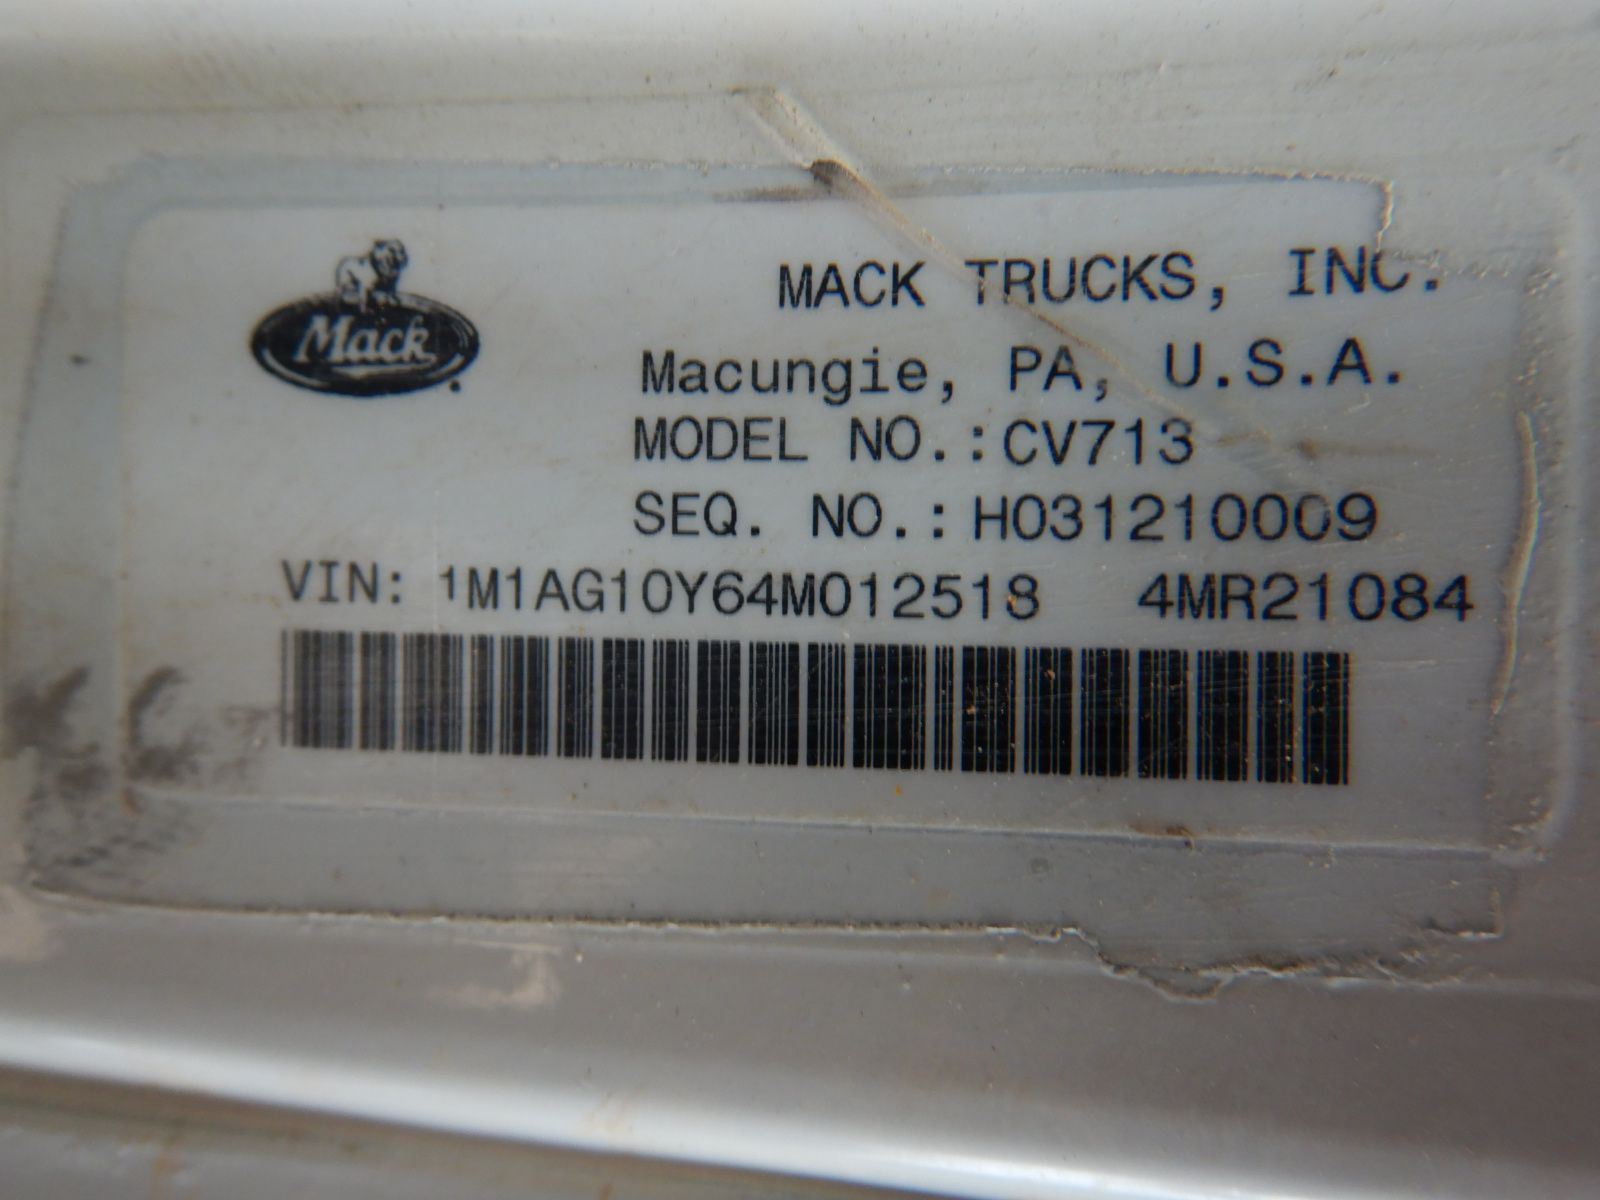 Mack
MACK TRUCKS, INC.
Macungie, PA, U.S.A.
MODEL NO.:CV713
SEQ. NO.:H031210009
VIN: 1M1AG10Y64M012518 4MR21084